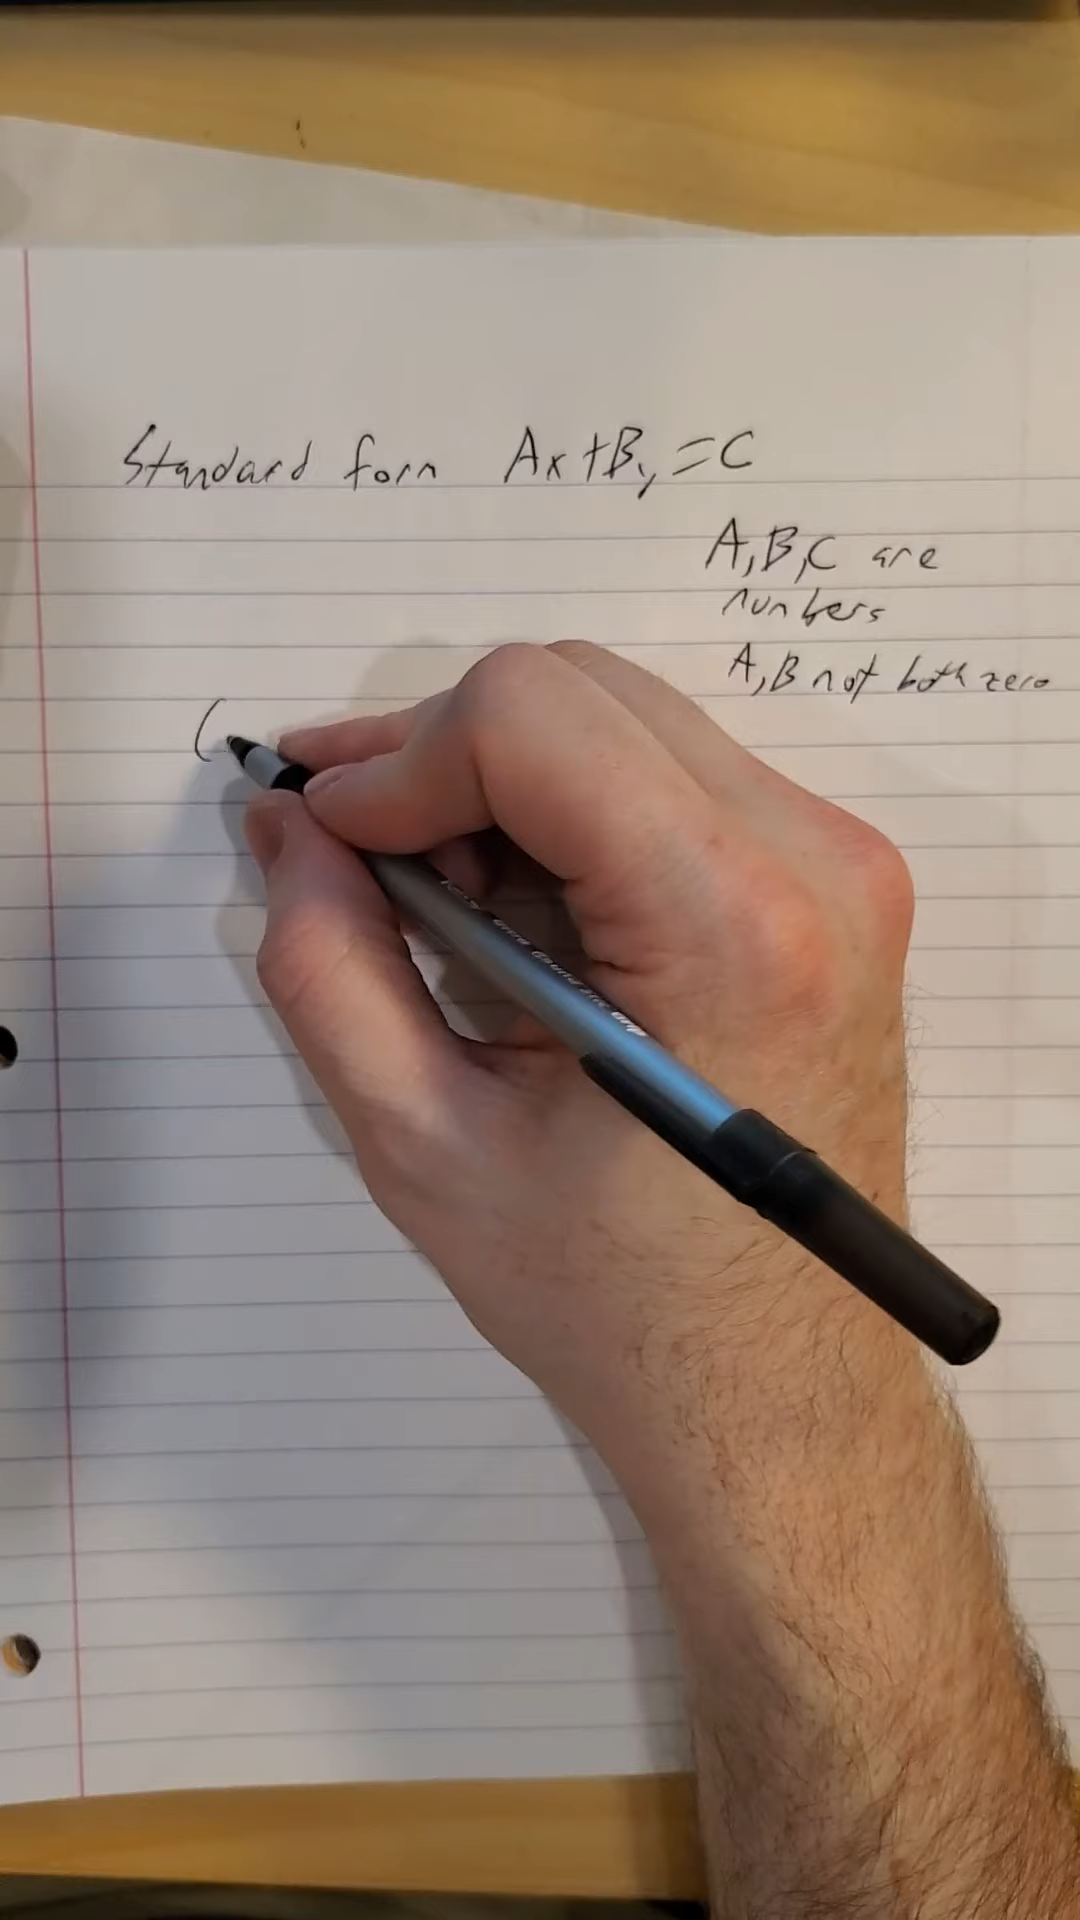 Standard form Ax+By=C
A,B,C are
numbers
A,B not both zero
(